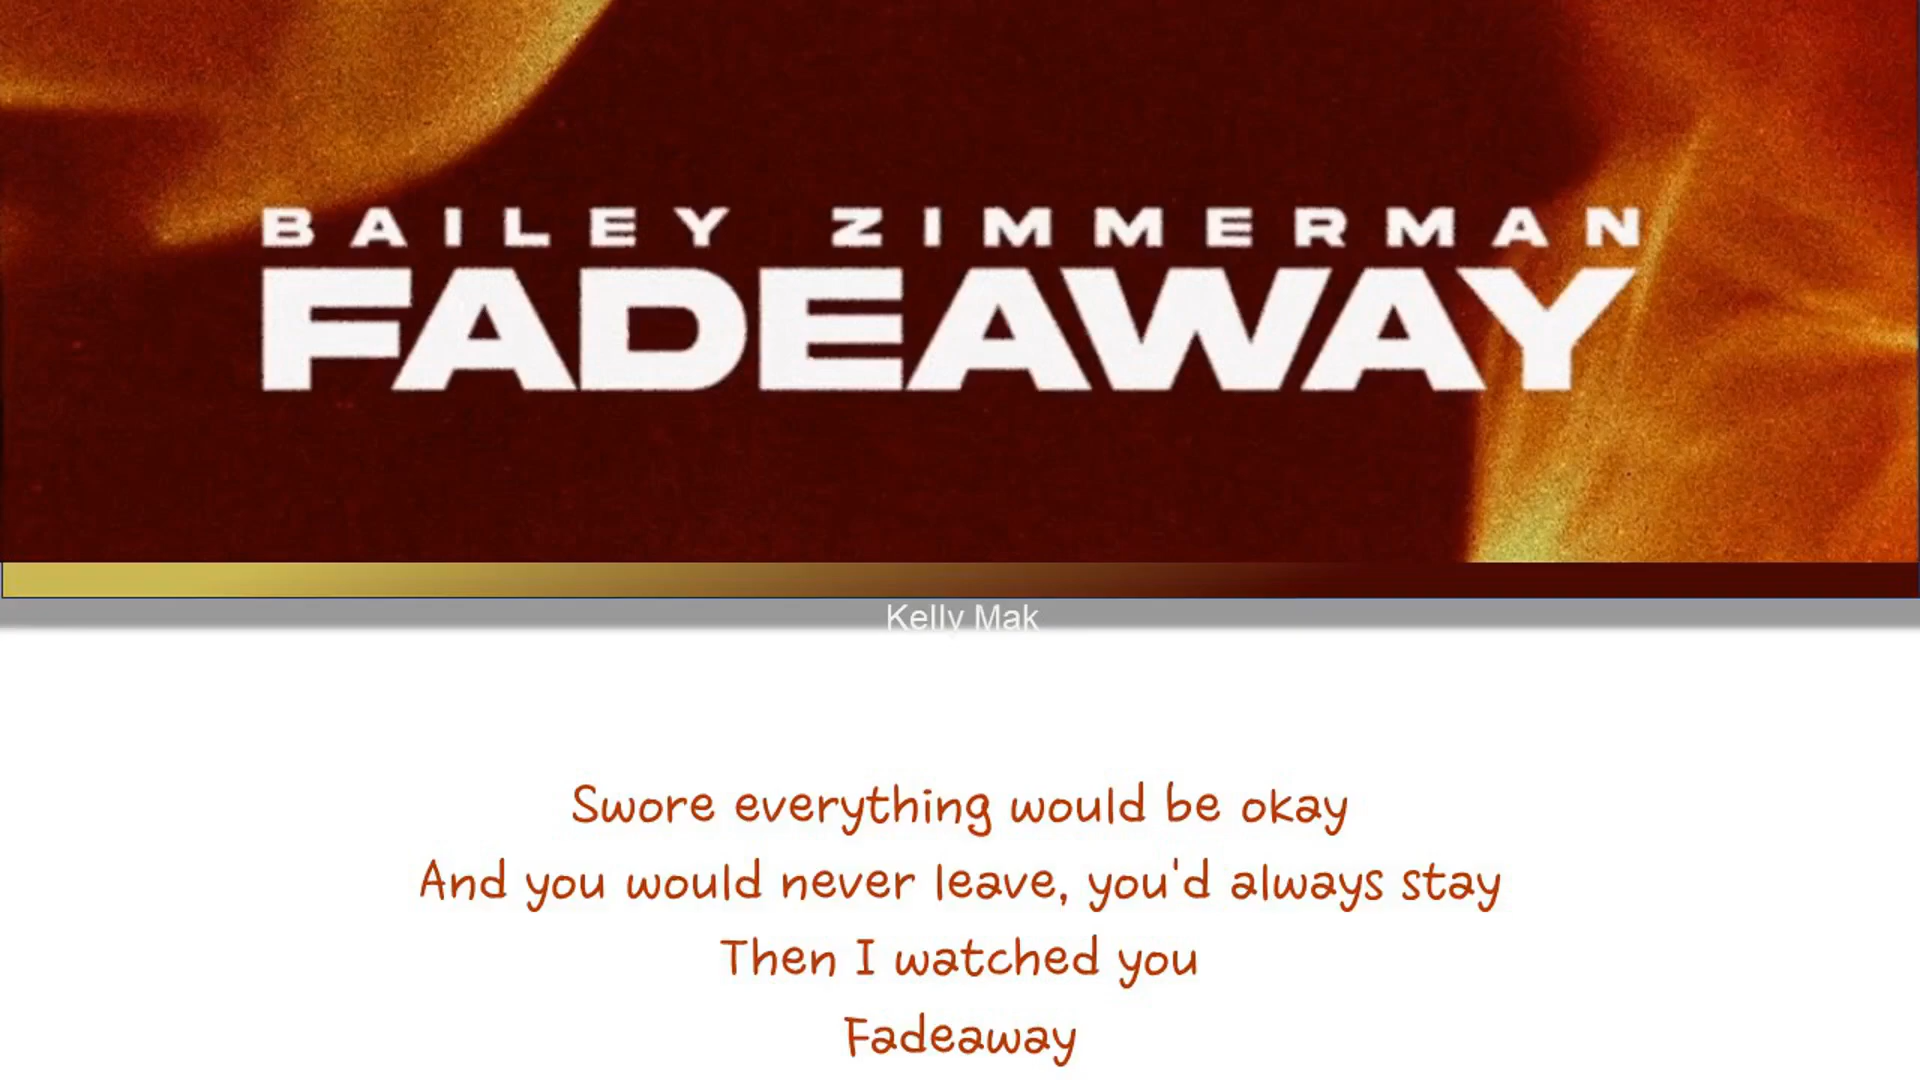 BAILEY ZIMMERMAN
FADEAWAY
Kelly Mak
Swore everything would be okay
And you would never leave, you'd always stay
Then I watched you
Fadeaway